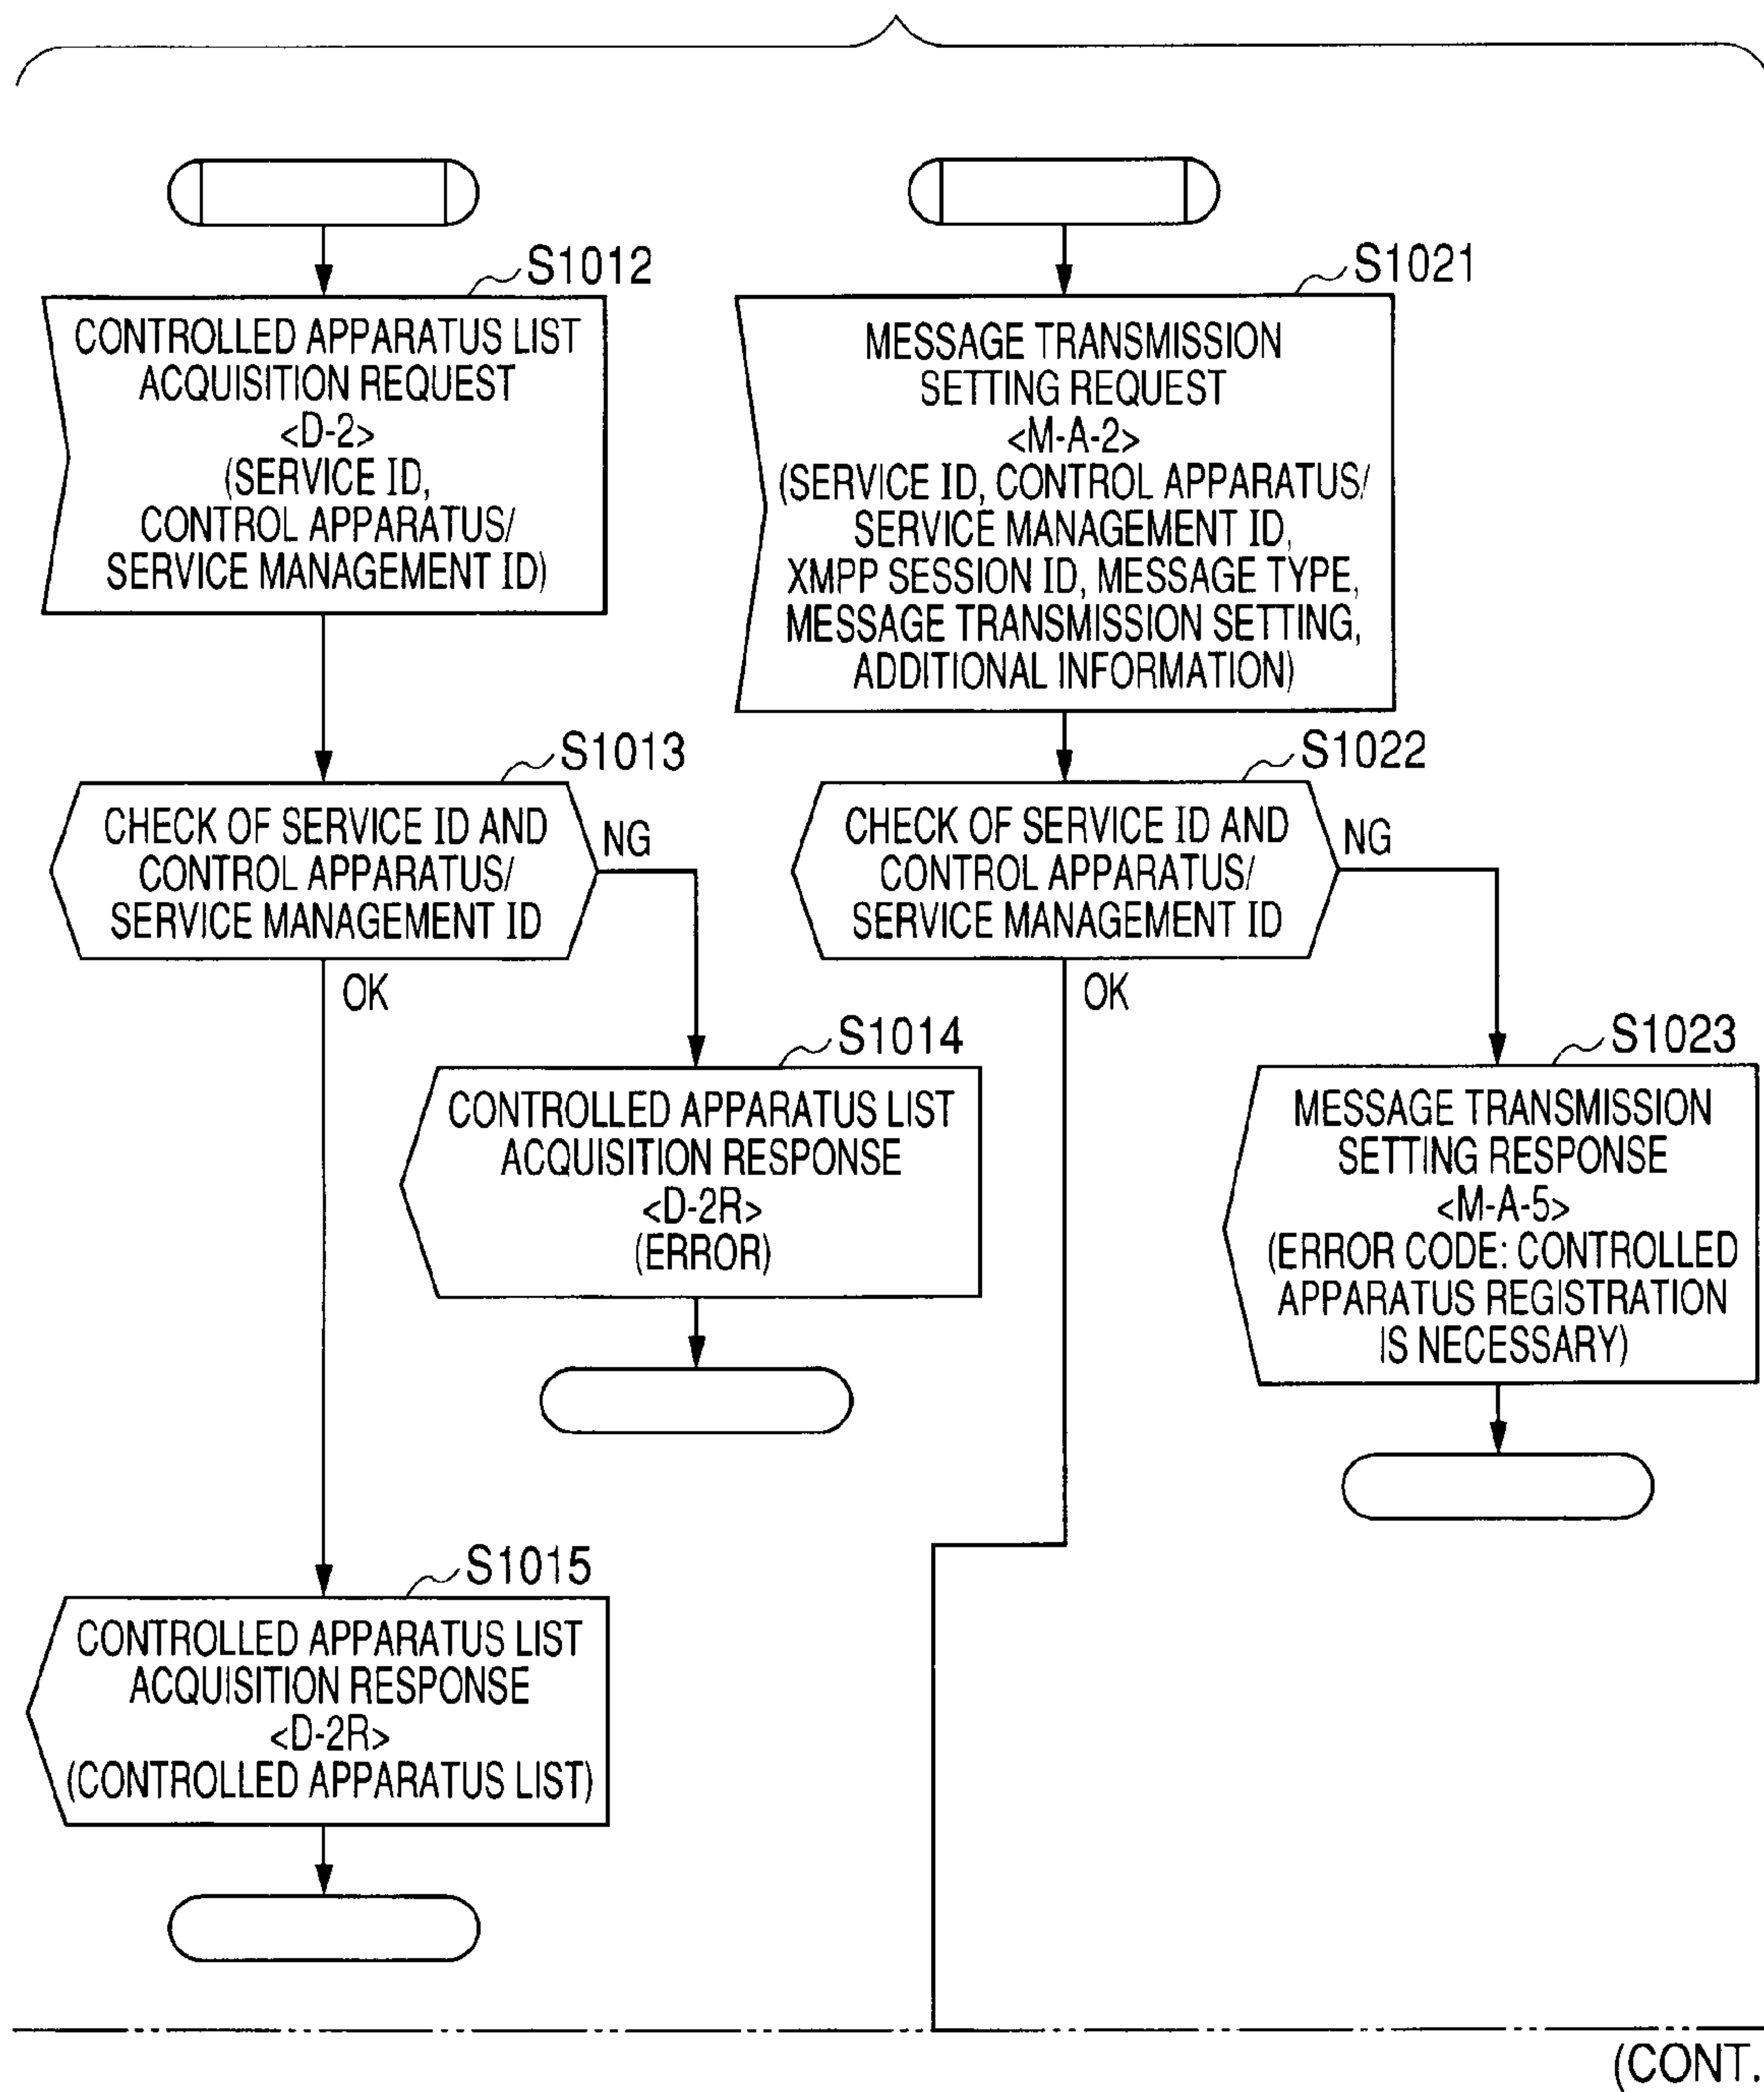 S1012
CONTROLLED APPARATUS LIST
ACQUISITION REQUEST
<D-2>
(SERVICE ID,
CONTROL APPARATUS/
SERVICE MANAGEMENT ID)
S1013
CHECK OF SERVICE ID AND
CONTROL APPARATUS/
SERVICE MANAGEMENT ID
NG
OK
S1014
CONTROLLED APPARATUS LIST
ACQUISITION RESPONSE
<D-2R>
(ERROR)
S1015
CONTROLLED APPARATUS LIST
ACQUISITION RESPONSE
<D-2R>
(CONTROLLED APPARATUS LIST)
S1021
MESSAGE TRANSMISSION
SETTING REQUEST
<M-A-2>
(SERVICE ID, CONTROL APPARATUS/
SERVICE MANAGEMENT ID,
XMPP SESSION ID, MESSAGE TYPE,
MESSAGE TRANSMISSION SETTING,
ADDITIONAL INFORMATION)
S1022
CHECK OF SERVICE ID AND
CONTROL APPARATUS/
SERVICE MANAGEMENT ID
NG
OK
S1023
MESSAGE TRANSMISSION
SETTING RESPONSE
<M-A-5>
(ERROR CODE: CONTROLLED
APPARATUS REGISTRATION
IS NECESSARY)
(CONT.